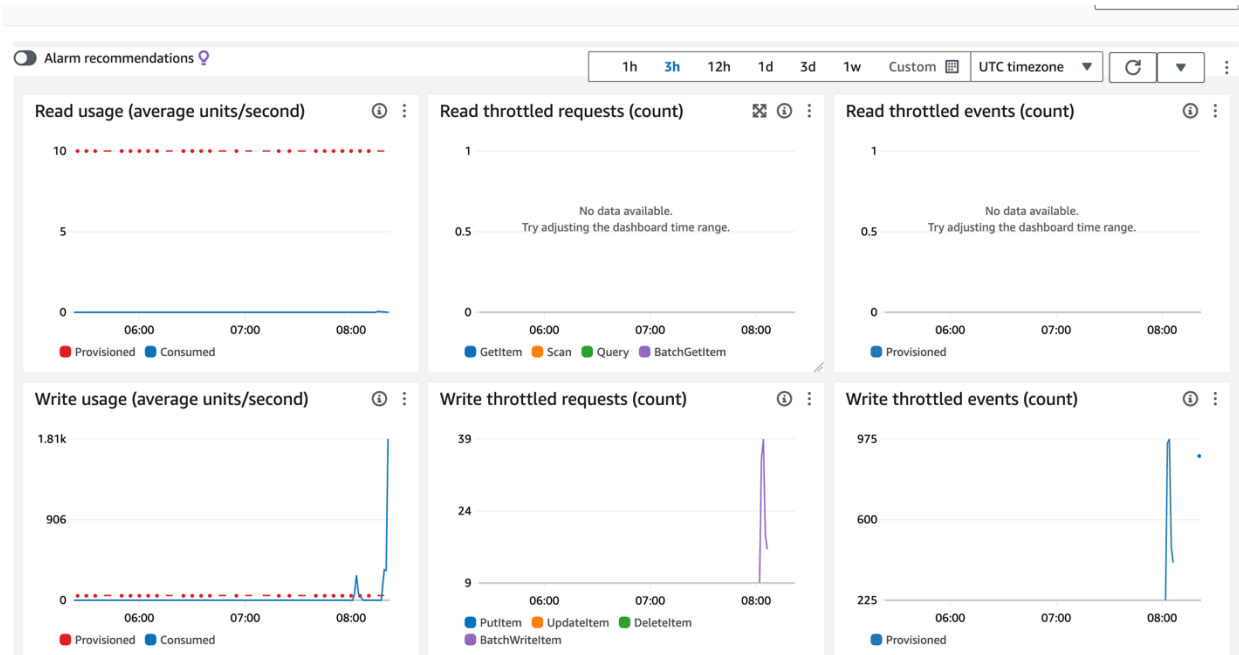 Alarm recommendations
1h 3h 12h 1d 3d 1w Custom UTC timezone
Read usage (average units/second)
10
5
0
06:00 07:00 08:00
Provisioned Consumed
Read throttled requests (count)
1
No data available.
Try adjusting the dashboard time range.
0.5
0
06:00 07:00 08:00
GetItem Scan Query BatchGetItem
Read throttled events (count)
1
No data available.
Try adjusting the dashboard time range.
0.5
0
06:00 07:00 08:00
Provisioned
Write usage (average units/second)
1.81k
906
0
06:00 07:00 08:00
Provisioned Consumed
Write throttled requests (count)
39
24
9
06:00 07:00 08:00
PutItem UpdateItem DeleteItem
BatchWriteItem
Write throttled events (count)
975
600
225
06:00 07:00 08:00
Provisioned